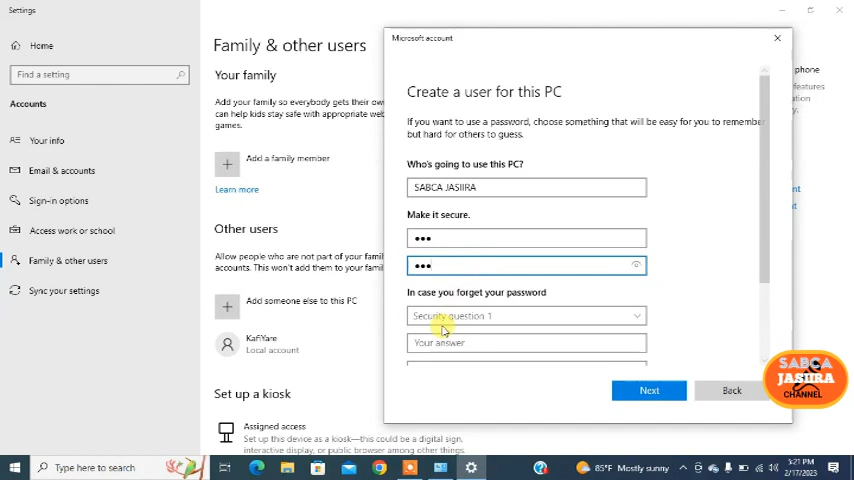 Settings
Home
Find a setting
Accounts
Your info
Email & accounts
Sign-in options
Access work or school
Family & other users
Sync your settings
Family & other users
Your family
Add your family so everybody gets their own
can help kids stay safe with appropriate web
games.
Add a family member
Learn more
Other users
Allow people who are not part of your famil
accounts. This won't add them to your famil
Add someone else to this PC
KafiYare
Local account
Set up a kiosk
Assigned access
Set up this device as a kiosk—this could be a digital sign,
interactive display, or public browser among other things.
Microsoft account
Create a user for this PC
If you want to use a password, choose something that will be easy for you to remember
but hard for others to guess.
Who's going to use this PC?
SABCA JASIIRA
Make it secure.
In case you forget your password
Security question 1
Your answer
Next
Back
phone
features
SABCA
JASIIRA
CHANNEL
Type here to search
85°F Mostly sunny
5:21 PM
2/17/2023